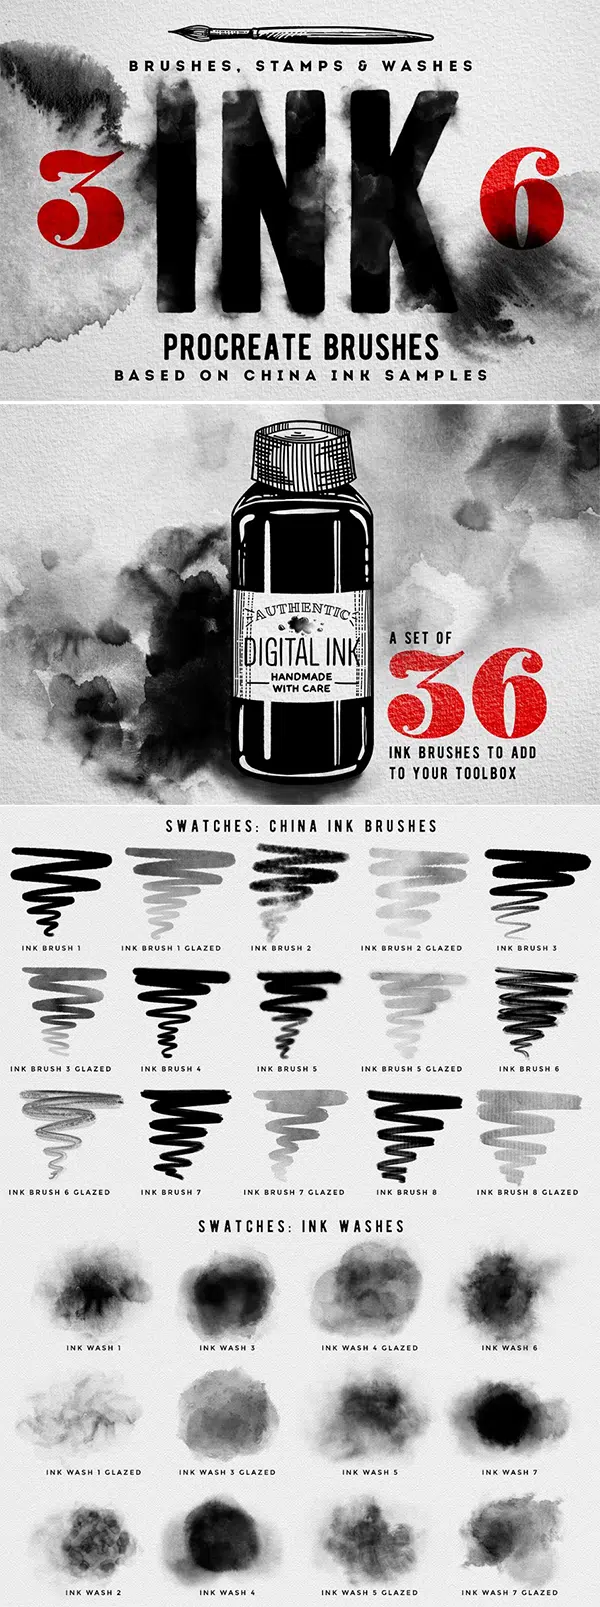 BRUSHES, STAMPS & WASHES
3 INK 6
PROCREATE BRUSHES
BASED ON CHINA INK SAMPLES
AUTHENTIC
DIGITAL INK
HANDMADE
WITH CARE
A SET OF
36
INK BRUSHES TO ADD
TO YOUR TOOLBOX
SWATCHES: CHINA INK BRUSHES
INK BRUSH 1
INK BRUSH 1 GLAZED
INK BRUSH 2
INK BRUSH 2 GLAZED
INK BRUSH 3
INK BRUSH 3 GLAZED
INK BRUSH 4
INK BRUSH 5
INK BRUSH 5 GLAZED
INK BRUSH 6
INK BRUSH 6 GLAZED
INK BRUSH 7
INK BRUSH 7 GLAZED
INK BRUSH 8
INK BRUSH 8 GLAZED
SWATCHES: INK WASHES
INK WASH 1
INK WASH 3
INK WASH 4 GLAZED
INK WASH 6
INK WASH 1 GLAZED
INK WASH 3 GLAZED
INK WASH 5
INK WASH 7
INK WASH 2
INK WASH 4
INK WASH 5 GLAZED
INK WASH 7 GLAZED